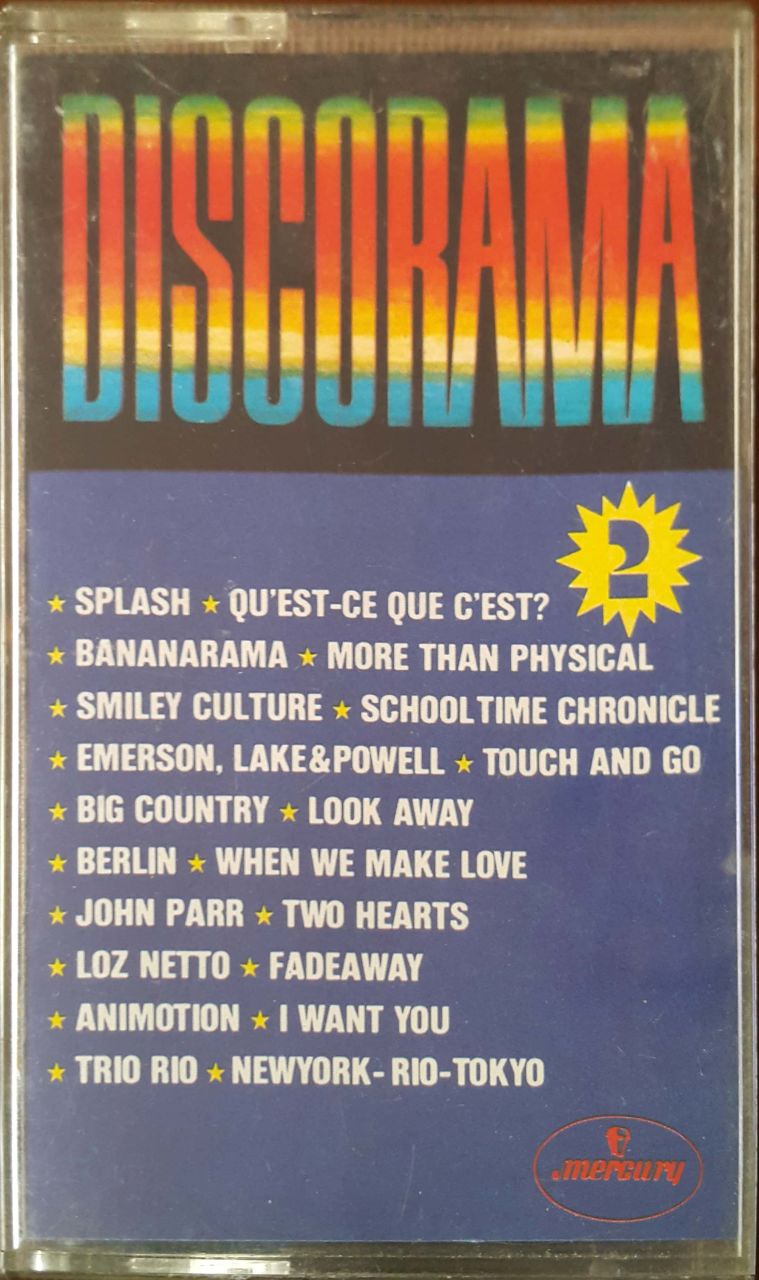 DISCORAMA
2
★ SPLASH ★ QU'EST-CE QUE C'EST?
★ BANANARAMA ★ MORE THAN PHYSICAL
★ SMILEY CULTURE ★ SCHOOLTIME CHRONICLE
★ EMERSON, LAKE&POWELL ★ TOUCH AND GO
★ BIG COUNTRY ★ LOOK AWAY
★ BERLIN ★ WHEN WE MAKE LOVE
★ JOHN PARR ★ TWO HEARTS
★ LOZ NETTO ★ FADEAWAY
★ ANIMOTION ★ I WANT YOU
★ TRIO RIO ★ NEWYORK-RIO-TOKYO
mercury